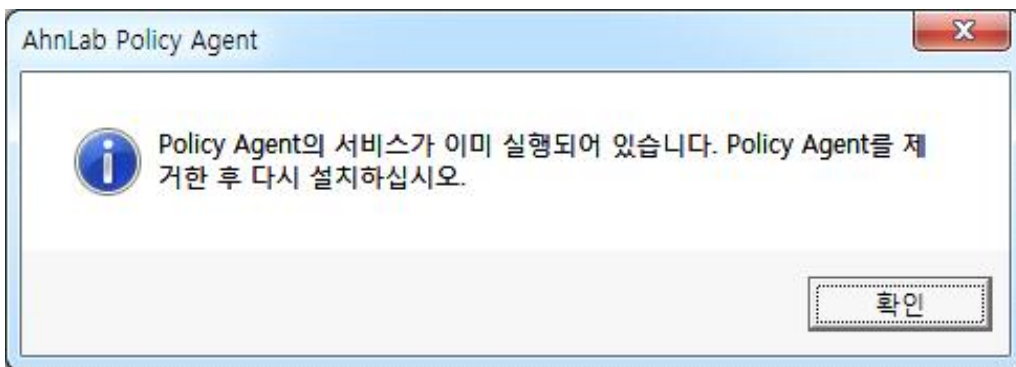 AhnLab Policy Agent
Policy Agent의 서비스가 이미 실행되어 있습니다. Policy Agent를 제
거한 후 다시 설치하십시오.
확인